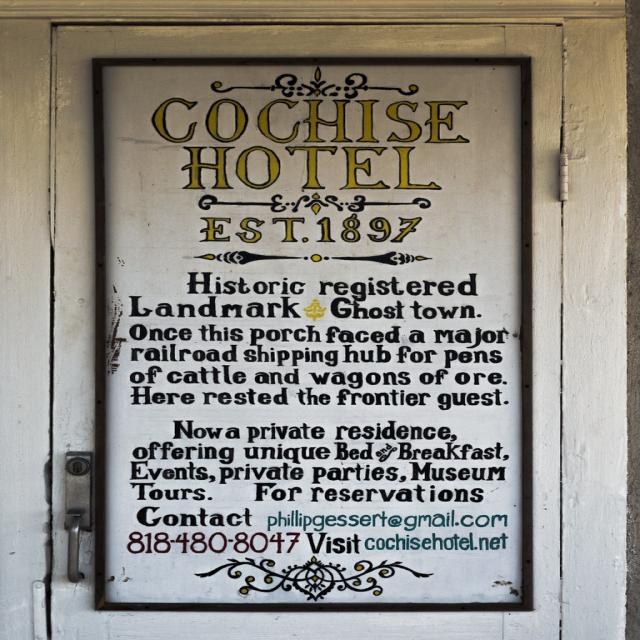 COCHISE
HOTEL
EST. 1897
Historic registered
Landmark Ghost town.
Once this porch faced a major
railroad shipping hub for pens
of cattle and wagons of ore.
Here rested the frontier guest.
Now a private residence,
offering unique Bed and Breakfast,
Events, private parties, Museum
Tours. For reservations
Contact phillipgessert@gmail.com
818-480-8047 Visit cochisehotel.net